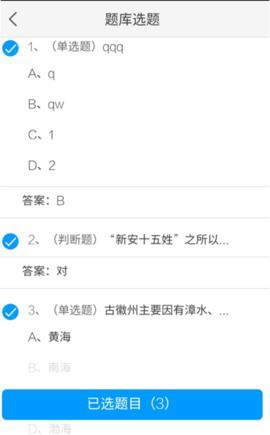 题库选题
1、（单选题）qqq
A、q
B、qw
C、1
D、2
答案：B
2、（判断题）“新安十五姓”之所以...
答案：对
3、（单选题）古徽州主要因有漳水、...
A、黄海
B、南海
已选题目（3）
D、渤海